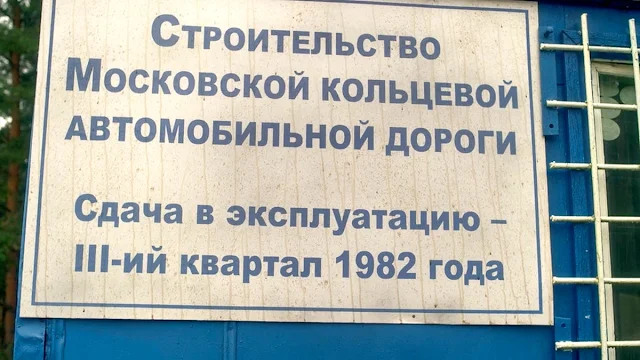 Строительство
Московской кольцевой
автомобильной дороги
Сдача в эксплуатацию –
III-ий квартал 1982 года